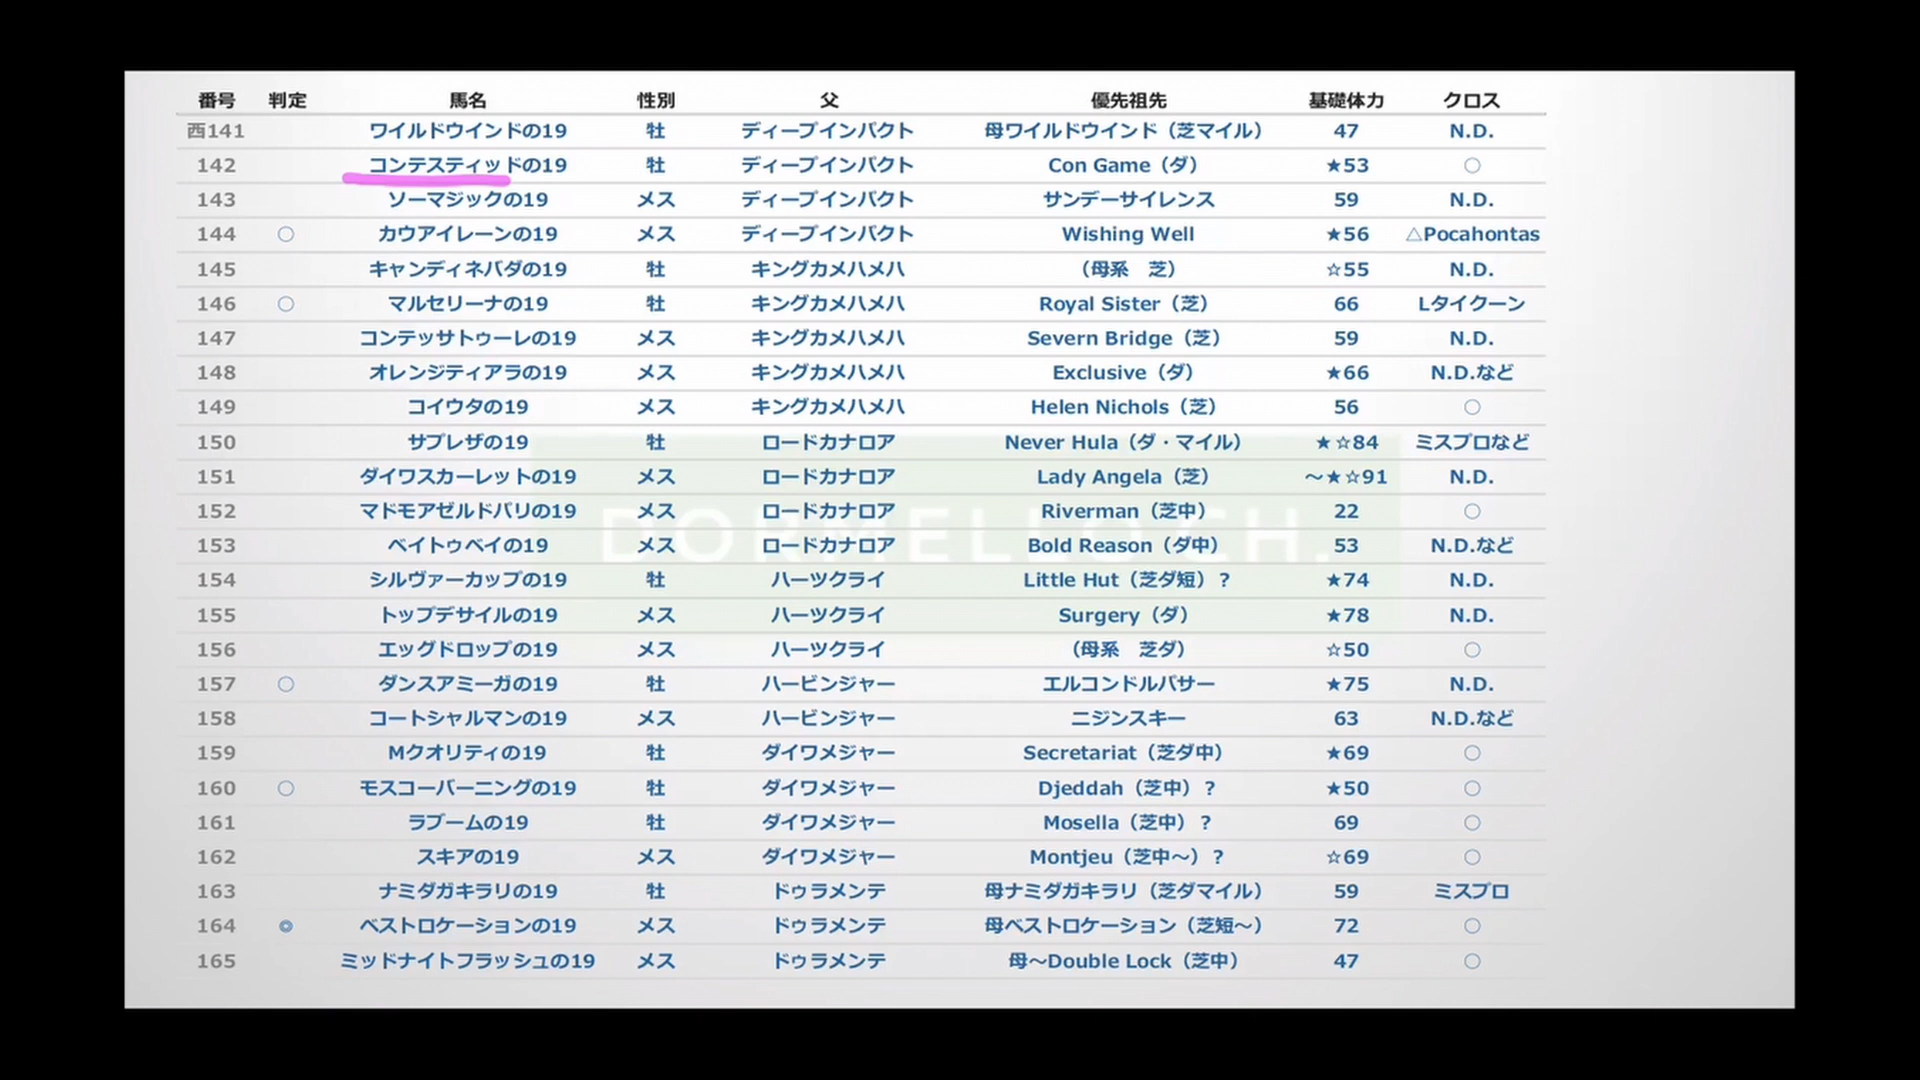 番号 判定 馬名 性別 父 優先祖先 基礎体力 クロス
西141 ワイルドウインドの19 牡 ディープインパクト 母ワイルドウインド（芝マイル） 47 N.D.
142 コンテスティッドの19 牡 ディープインパクト Con Game（ダ） ★53 ○
143 ソーマジックの19 メス ディープインパクト サンデーサイレンス 59 N.D.
144 ○ カウアイレーンの19 メス ディープインパクト Wishing Well ★56 △Pocahontas
145 キャンディネバダの19 牡 キングカメハメハ （母系　芝） ☆55 N.D.
146 ○ マルセリーナの19 牡 キングカメハメハ Royal Sister（芝） 66 Lタイクーン
147 コンテッサトゥーレの19 メス キングカメハメハ Severn Bridge（芝） 59 N.D.
148 オレンジティアラの19 メス キングカメハメハ Exclusive（ダ） ★66 N.D.など
149 コイウタの19 メス キングカメハメハ Helen Nichols（芝） 56 ○
150 サプレザの19 牡 ロードカナロア Never Hula（ダ・マイル） ★☆84 ミスプロなど
151 ダイワスカーレットの19 メス ロードカナロア Lady Angela（芝） ～★☆91 N.D.
152 マドモアゼルドパリの19 メス ロードカナロア Riverman（芝中） 22 ○
153 ベイトゥベイの19 メス ロードカナロア Bold Reason（ダ中） 53 N.D.など
154 シルヴァーカップの19 牡 ハーツクライ Little Hut（芝ダ短）？ ★74 N.D.
155 トップデサイルの19 メス ハーツクライ Surgery（ダ） ★78 N.D.
156 エッグドロップの19 メス ハーツクライ （母系　芝ダ） ☆50 ○
157 ○ ダンスアミーガの19 牡 ハービンジャー エルコンドルパサー ★75 N.D.
158 コートシャルマンの19 メス ハービンジャー ニジンスキー 63 N.D.など
159 Mクオリティの19 牡 ダイワメジャー Secretariat（芝ダ中） ★69 ○
160 ○ モスコーバーニングの19 牡 ダイワメジャー Djeddah（芝中）？ ★50 ○
161 ラブームの19 牡 ダイワメジャー Mosella（芝中）？ 69 ○
162 スキアの19 メス ダイワメジャー Montjeu（芝中～）？ ☆69 ○
163 ナミダガキラリの19 牡 ドゥラメンテ 母ナミダガキラリ（芝ダマイル） 59 ミスプロ
164 ◎ ベストロケーションの19 メス ドゥラメンテ 母ベストロケーション（芝短～） 72 ○
165 ミッドナイトフラッシュの19 メス ドゥラメンテ 母～Double Lock（芝中） 47 ○